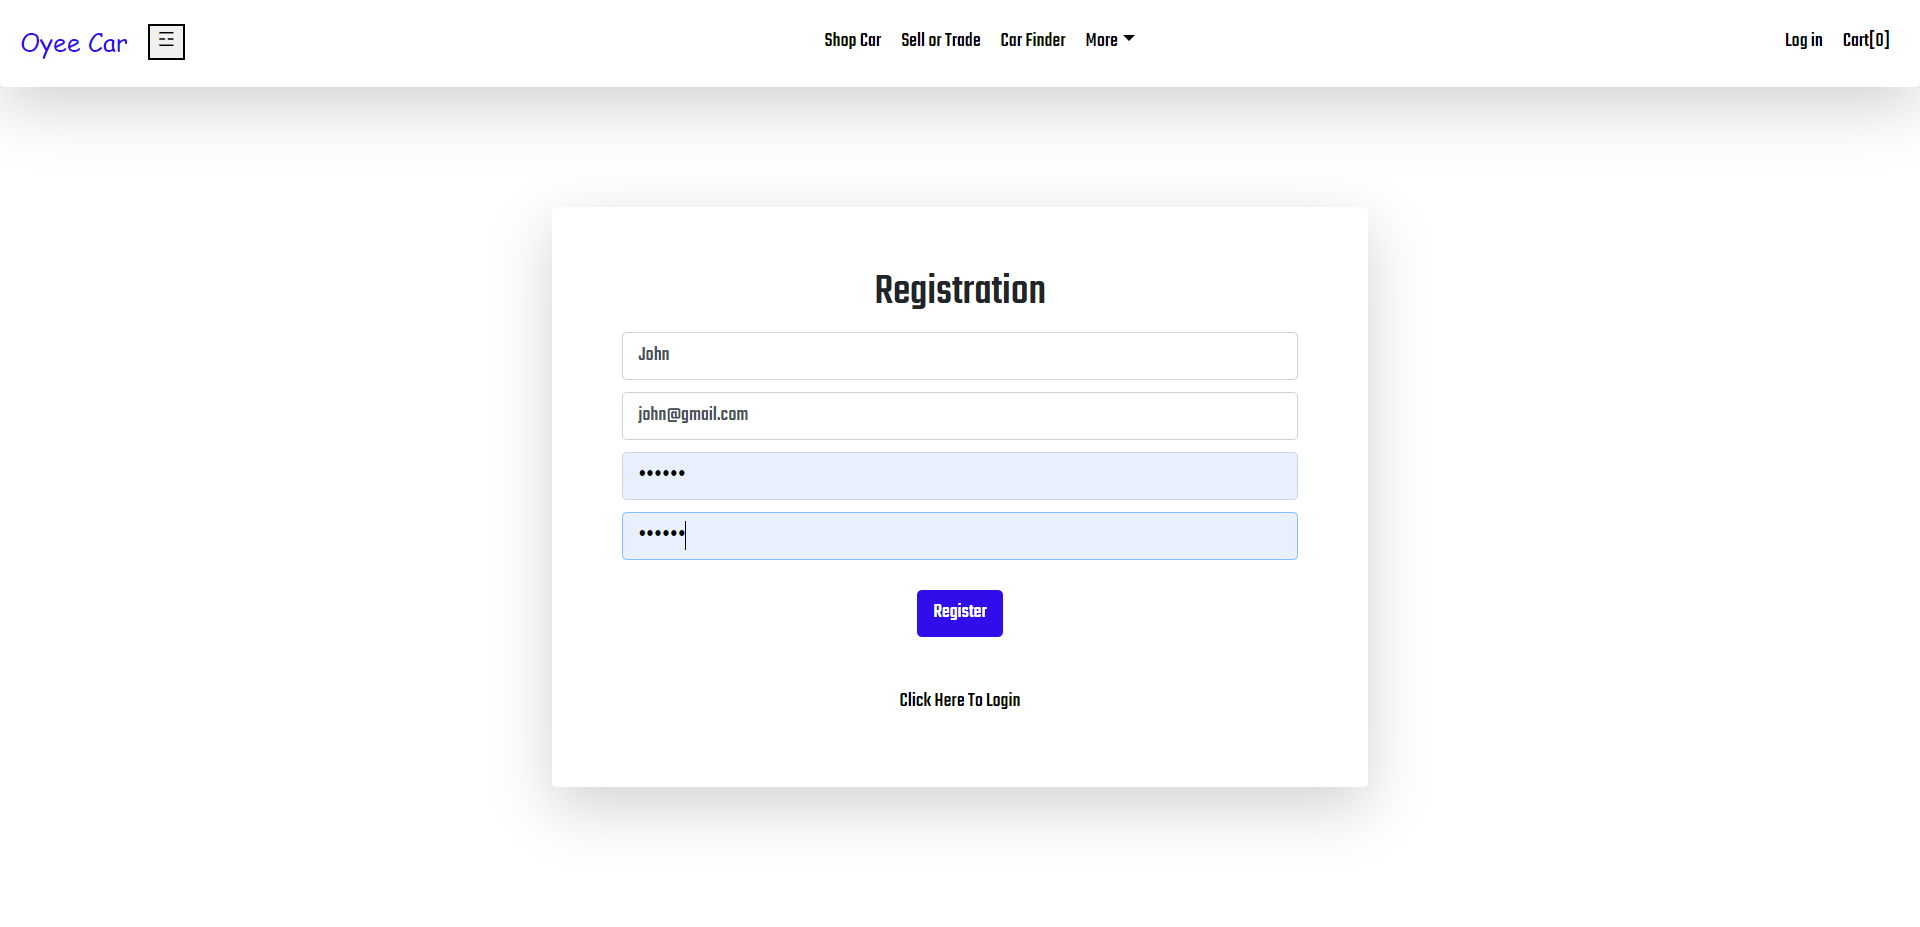 Oyee Car
Shop Car Sell or Trade Car Finder More
Log in Cart[0]
Registration
John
john@gmail.com
••••••
••••••
Register
Click Here To Login